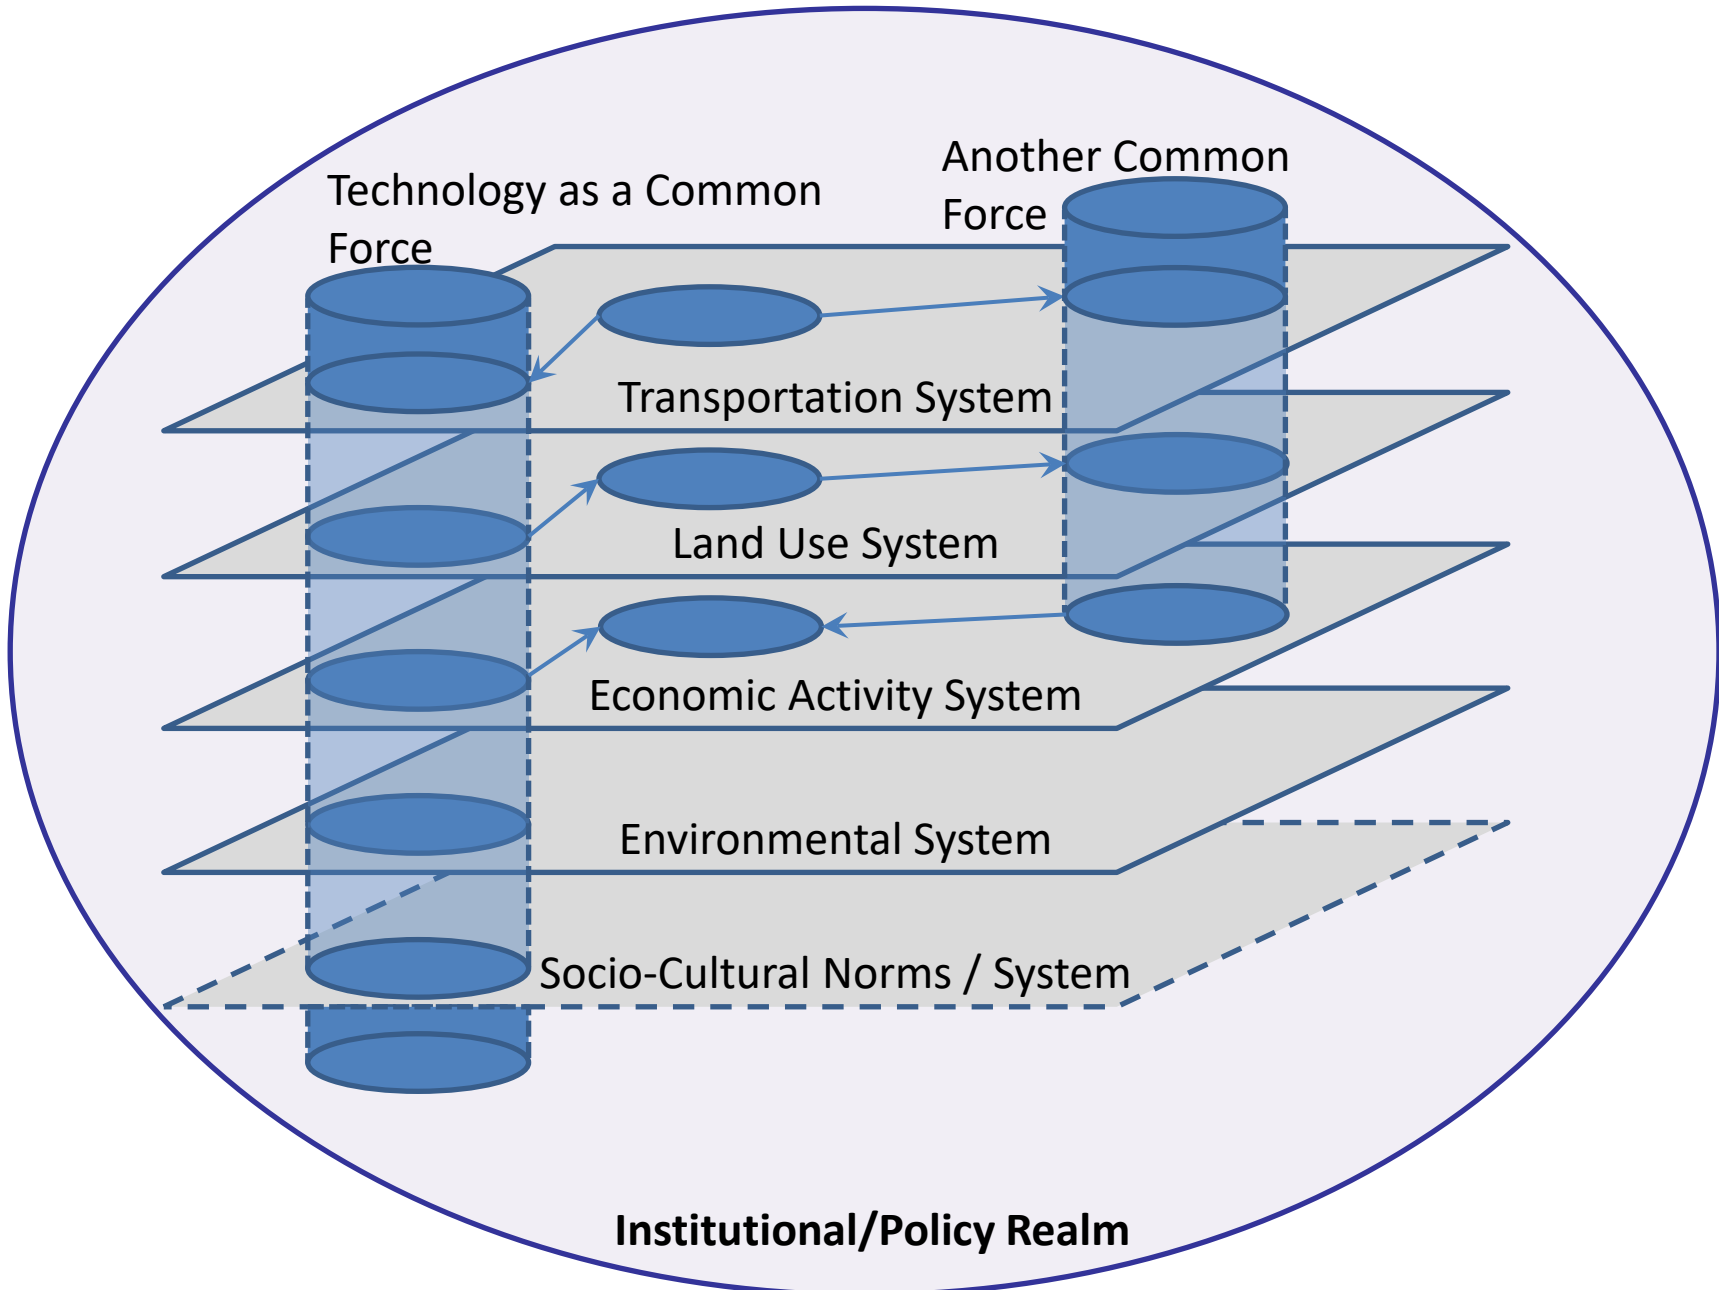 Another Common
Force
Technology as a Common
Force
Transportation System
Land Use System
Economic Activity System
Environmental System
Socio-Cultural Norms / System
Institutional/Policy Realm